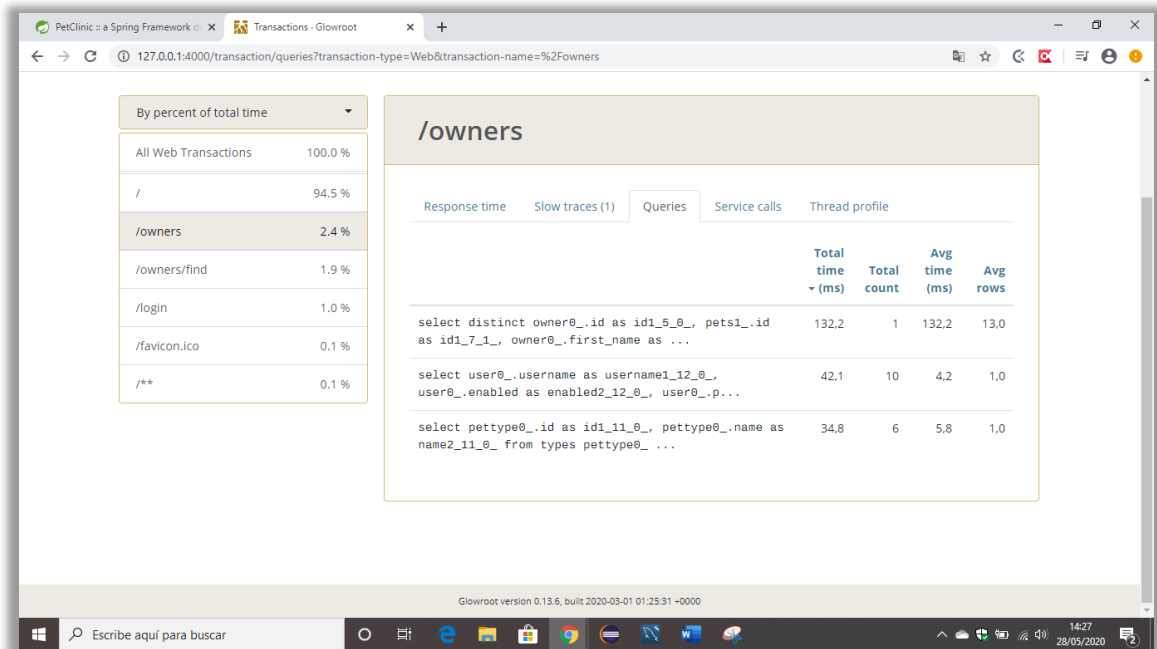 PetClinic :: a Spring Framework d
Transactions - Glowroot
127.0.0.1:4000/transaction/queries?transaction-type=Web&transaction-name=%2Fowners
By percent of total time
All Web Transactions 100.0 %
/ 94.5 %
/owners 2.4 %
/owners/find 1.9 %
/login 1.0 %
/favicon.ico 0.1 %
/** 0.1 %
/owners
Response time Slow traces (1) Queries Service calls Thread profile
Total Avg
time Total time Avg
(ms) count (ms) rows
select distinct owner0_.id as id1_5_0_, pets1_.id 132,2 1 132,2 13,0
as id1_7_1_, owner0_.first_name as ...
select user0_.username as username1_12_0_, 42,1 10 4,2 1,0
user0_.enabled as enabled2_12_0_, user0_.p...
select pettype0_.id as id1_11_0_, pettype0_.name as 34,8 6 5,8 1,0
name2_11_0_ from types pettype0_ ...
Glowroot version 0.13.6, built 2020-03-01 01:25:31 +0000
Escribe aquí para buscar
14:27
28/05/2020
2